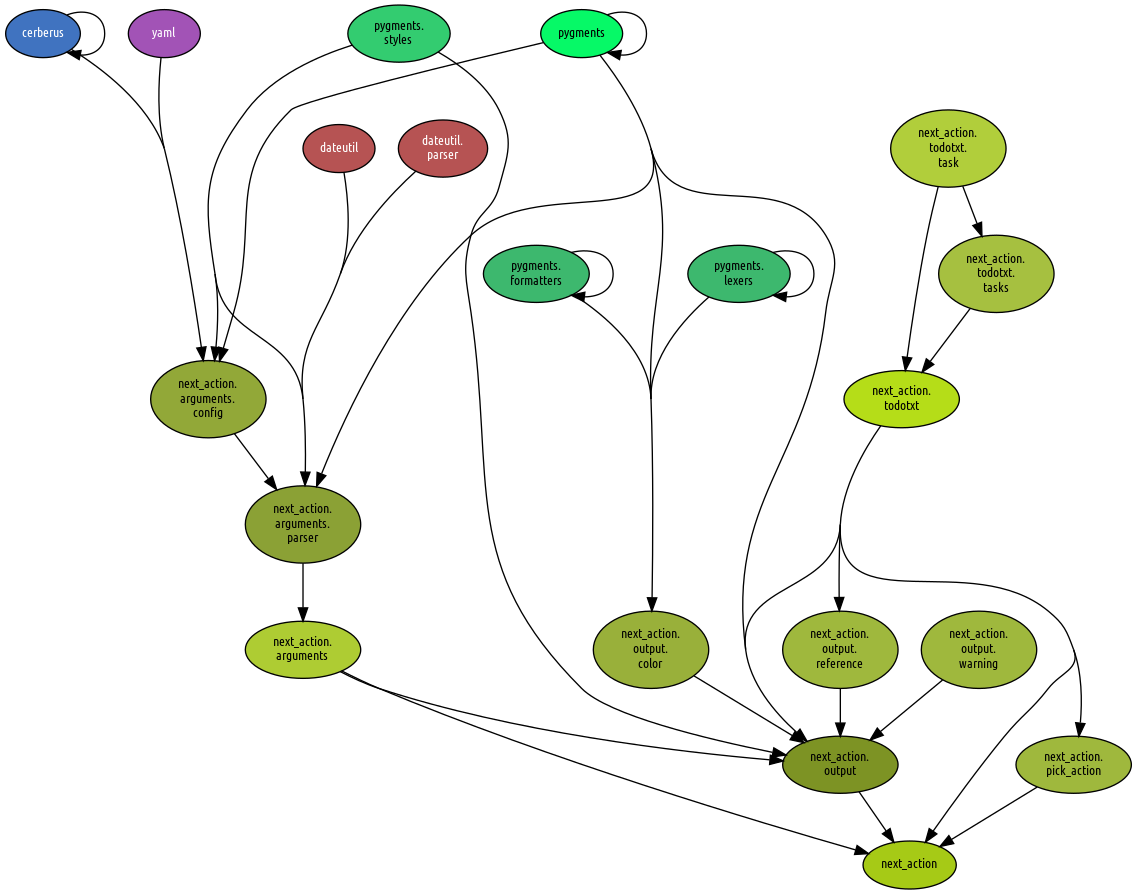 cerberus
yaml
pygments.
styles
pygments
dateutil
dateutil.
parser
next_action.
todotxt.
task
pygments.
formatters
pygments.
lexers
next_action.
todotxt.
tasks
next_action.
arguments.
config
next_action.
todotxt
next_action.
arguments.
parser
next_action.
arguments
next_action.
output.
color
next_action.
output.
reference
next_action.
output.
warning
next_action.
output
next_action.
pick_action
next_action